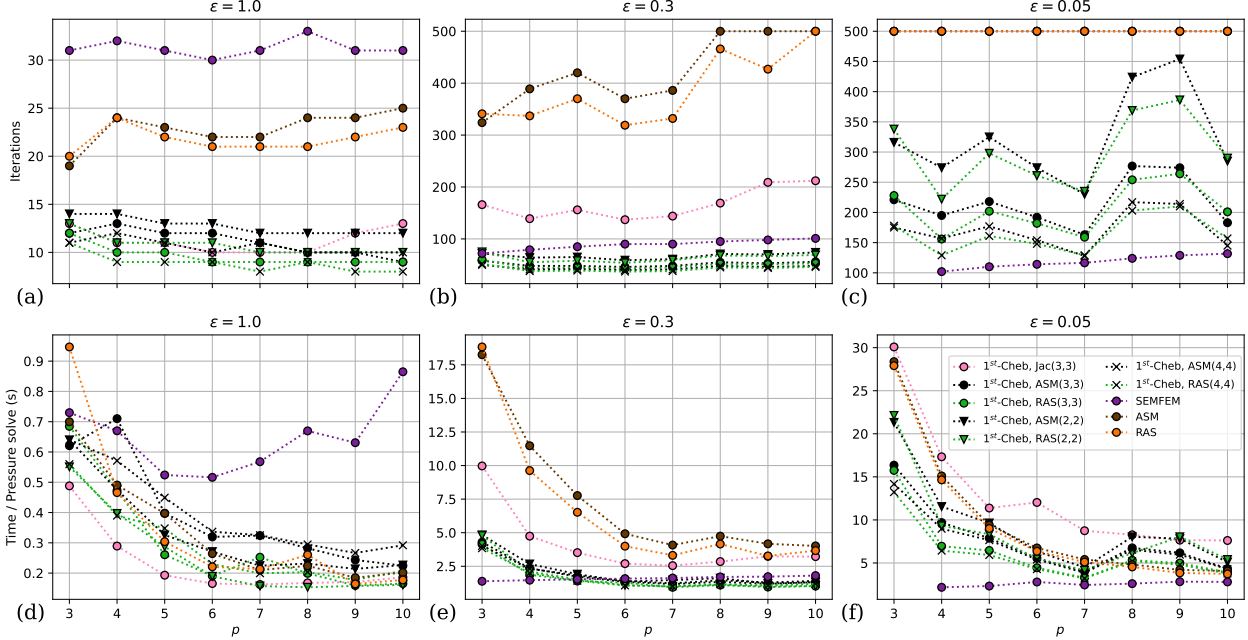 ε = 1.0
ε = 0.3
ε = 0.05
Iterations
30
25
20
15
10
500
400
300
200
100
500
450
400
350
300
250
200
150
100
(a)
(b)
(c)
ε = 1.0
ε = 0.3
ε = 0.05
Time / Pressure solve (s)
0.9
0.8
0.7
0.6
0.5
0.4
0.3
0.2
17.5
15.0
12.5
10.0
7.5
5.0
2.5
30
25
20
15
10
5
1st-Cheb, Jac(3,3)
1st-Cheb, ASM(3,3)
1st-Cheb, RAS(3,3)
1st-Cheb, ASM(2,2)
1st-Cheb, RAS(2,2)
1st-Cheb, ASM(4,4)
1st-Cheb, RAS(4,4)
SEMFEM
ASM
RAS
(d)
(e)
(f)
3 4 5 6 7 8 9 10
3 4 5 6 7 8 9 10
3 4 5 6 7 8 9 10
p
p
p